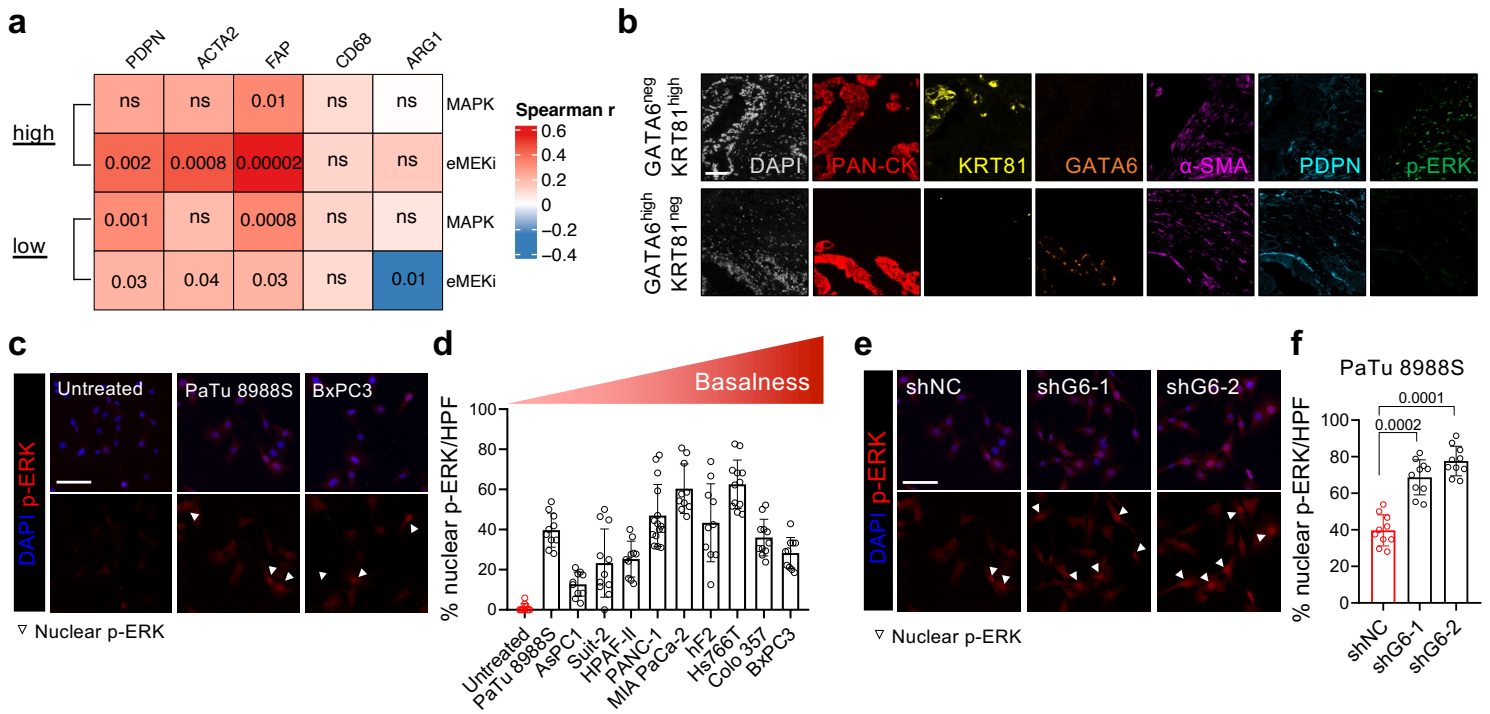 a
PDPN ACTA2 FAP CD68 ARG1
high
ns ns 0.01 ns ns MAPK
0.002 0.0008 0.00002 ns ns eMEKi
low
0.001 ns 0.0008 ns ns MAPK
0.03 0.04 0.03 ns 0.01 eMEKi
Spearman r
0.6
0.4
0.2
0
−0.2
−0.4
b
GATA6neg
KRT81high
DAPI PAN-CK KRT81 GATA6 α-SMA PDPN p-ERK
GATA6high
KRT81neg
c
DAPI p-ERK
Untreated PaTu 8988S BxPC3
Nuclear p-ERK
d
Basalness
% nuclear p-ERK/HPF
100
80
60
40
20
0
Untreated
PaTu 8988S
AsPC1
Suit-2
HPAF-II
PANC-1
MIA PaCa-2
hF2
Hs766T
Colo 357
BxPC3
e
DAPI p-ERK
shNC shG6-1 shG6-2
Nuclear p-ERK
f
PaTu 8988S
% nuclear p-ERK/HPF
0.0001
0.0002
100
80
60
40
20
0
shNC
shG6-1
shG6-2